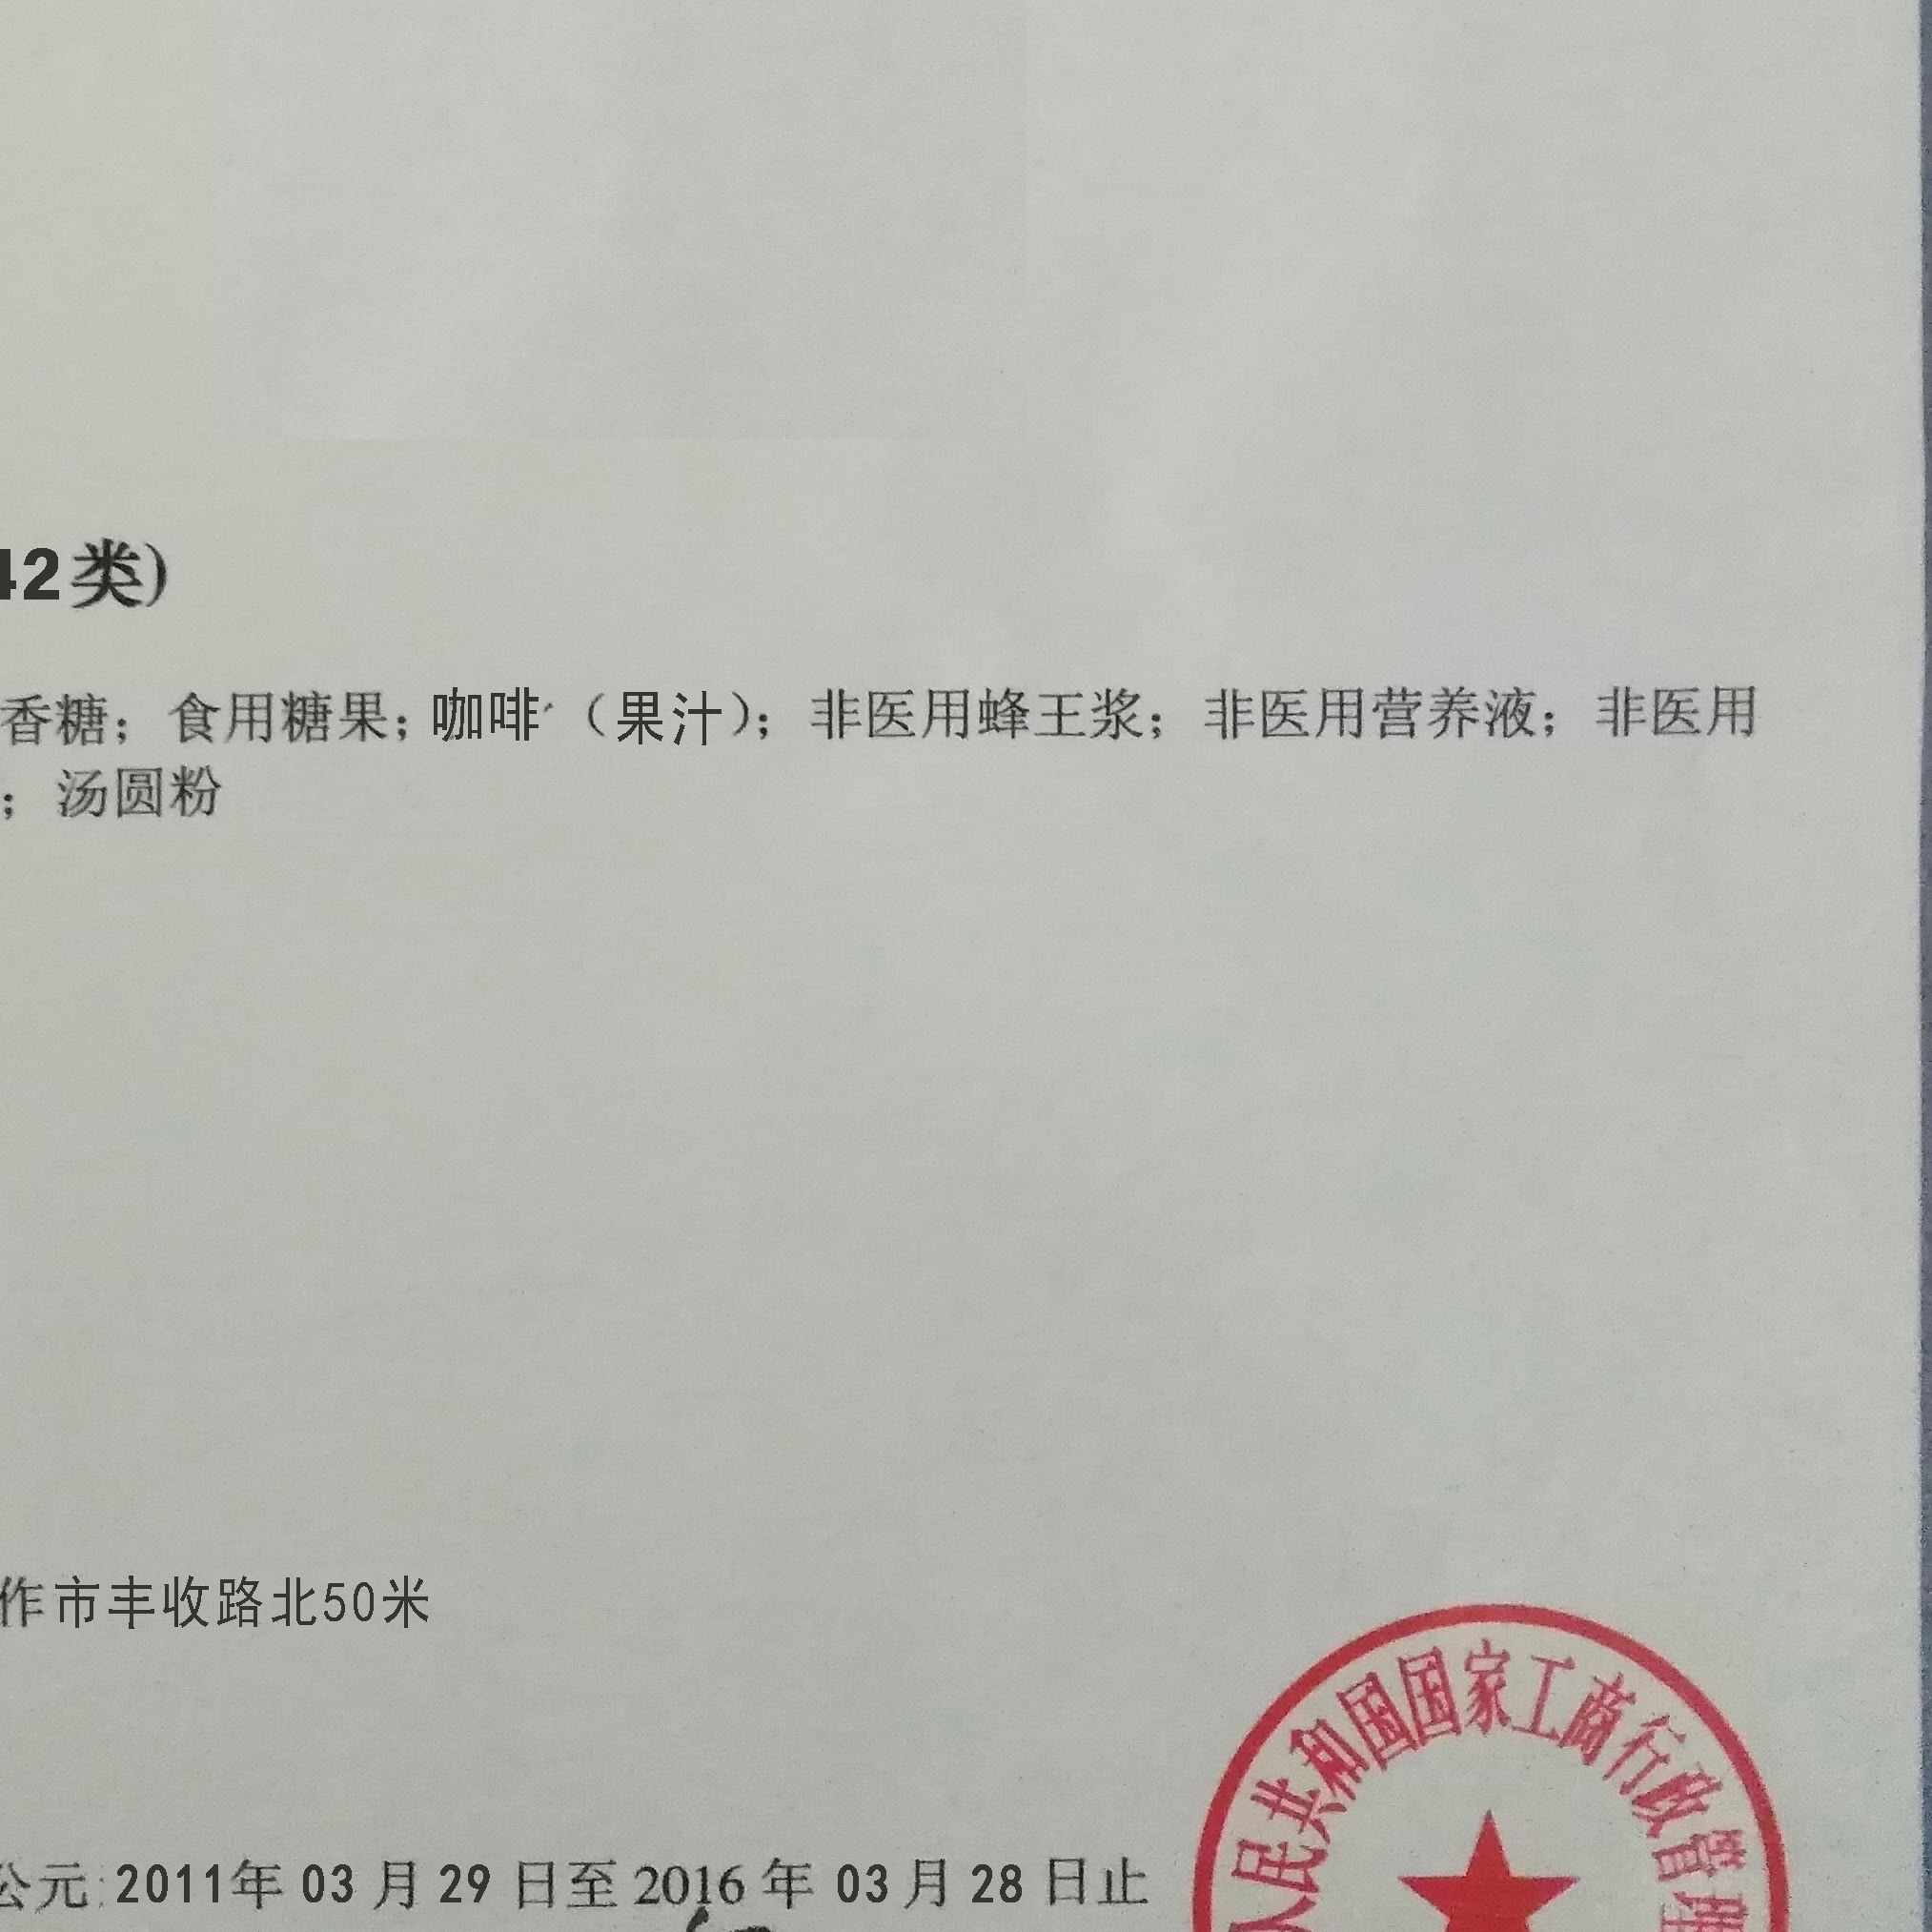 42类)
香糖；食用糖果；咖啡（果汁）；非医用蜂王浆；非医用营养液；非医用
；汤圆粉
作市丰收路北50米
人民共和国国家工商行政管理
公元:2011年 03 月 29 日至 2016 年 03 月 28 日止